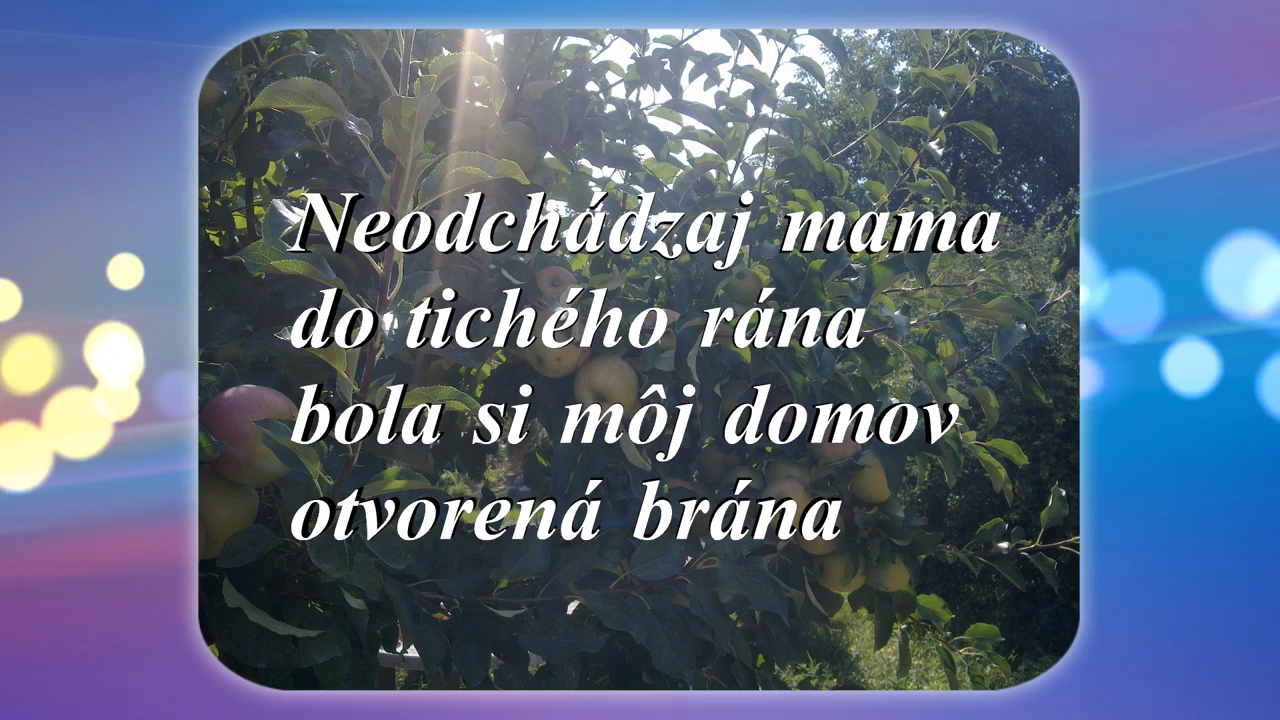 Neodchádzaj mama
do tichého rána
bola si môj domov
otvorená brána